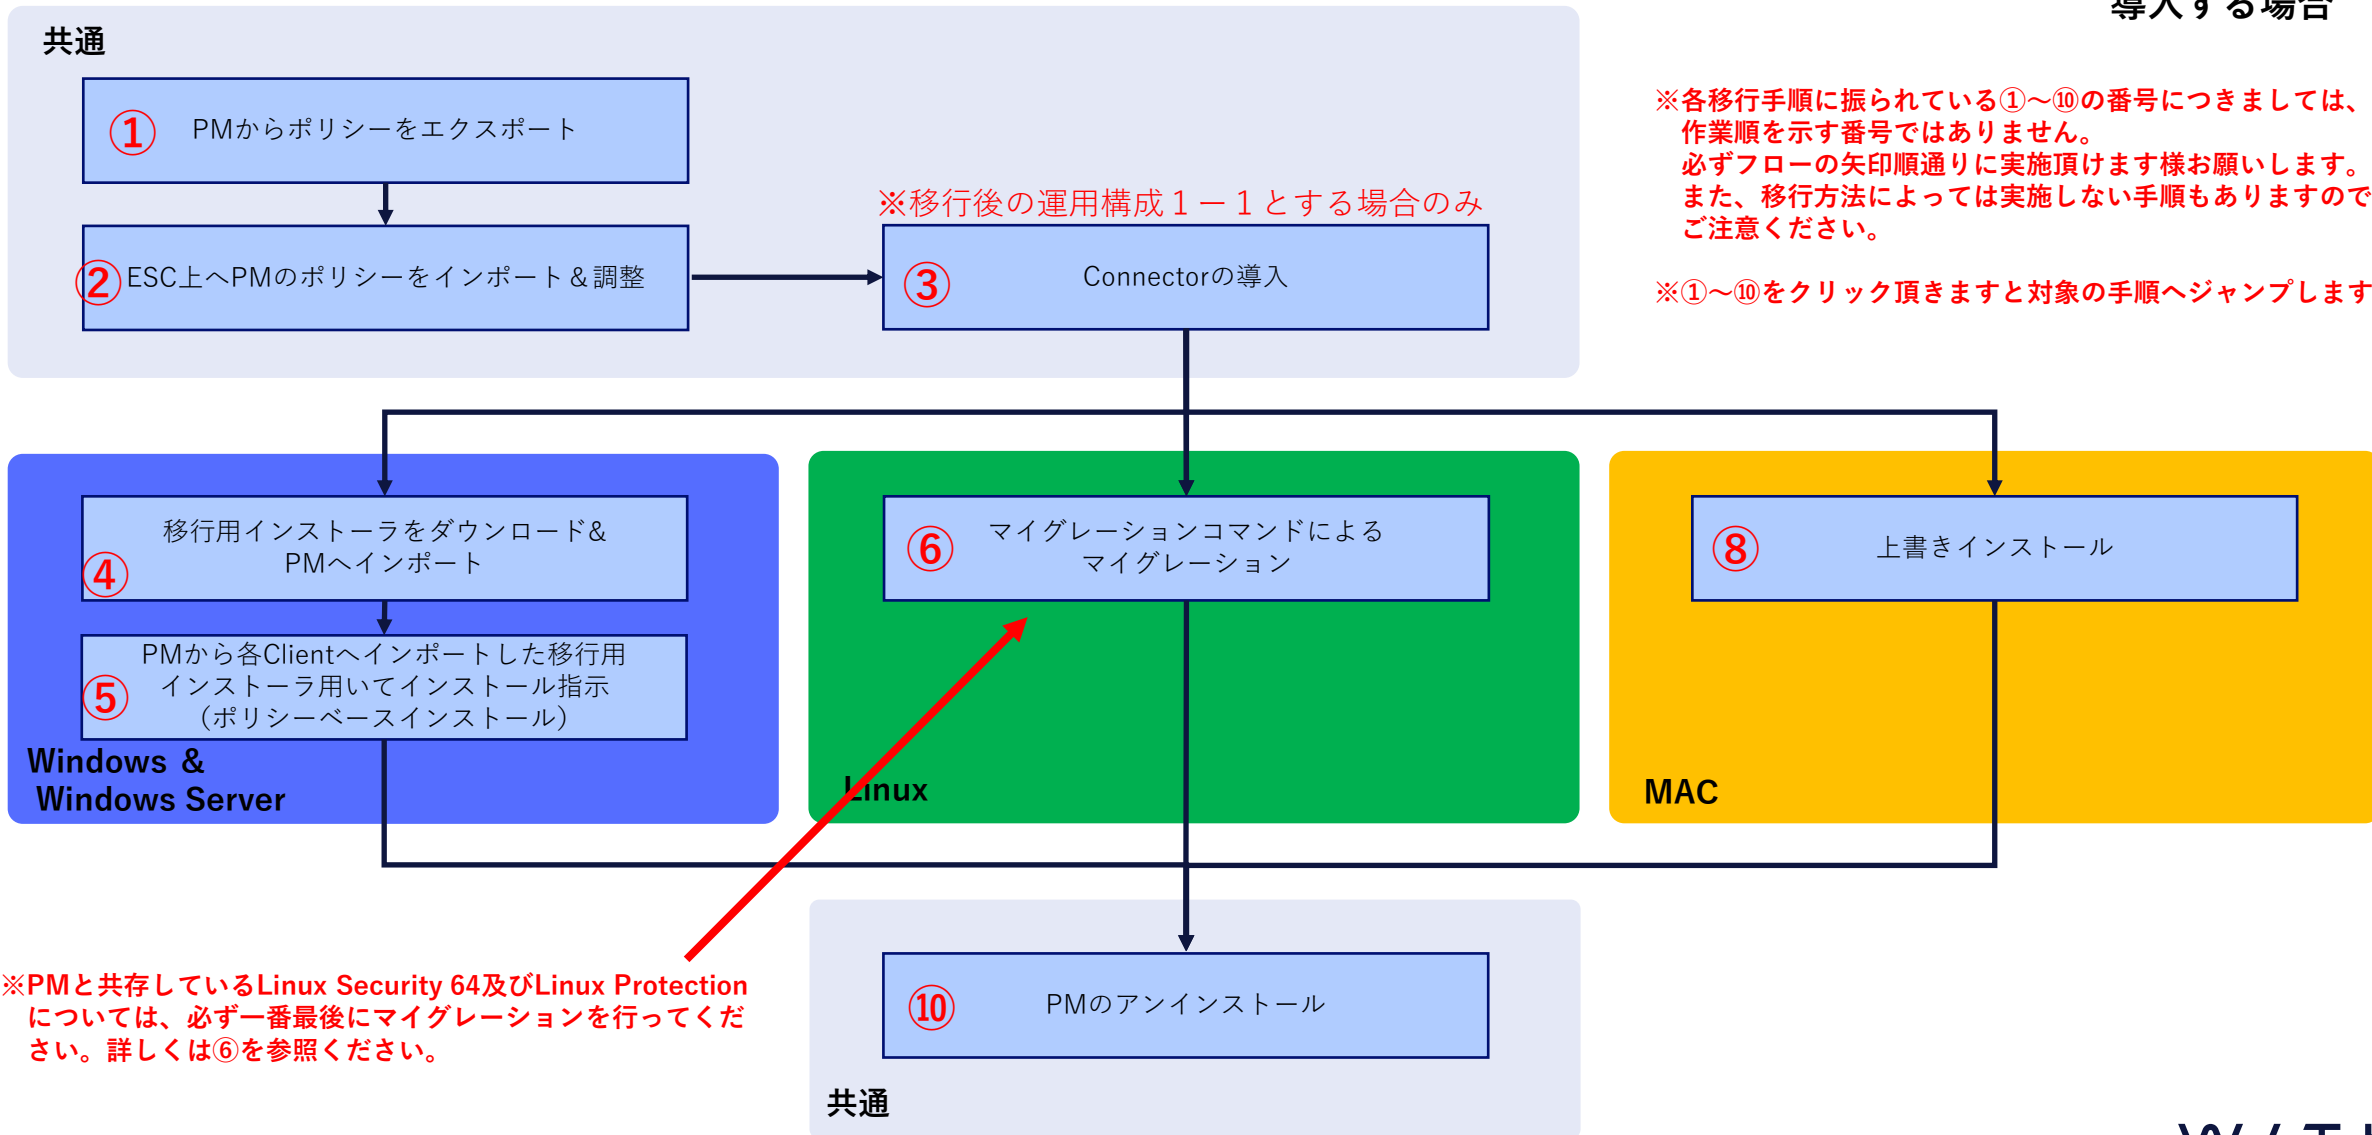 導入する場合
共通
①
PMからポリシーをエクスポート
※各移行手順に振られている①～⑩の番号につきましては、
作業順を示す番号ではありません。
必ずフローの矢印順通りに実施頂けます様お願いします。
また、移行方法によっては実施しない手順もありますので
ご注意ください。
※①～⑩をクリック頂きますと対象の手順へジャンプします
※移行後の運用構成１－１とする場合のみ
②
ESC上へPMのポリシーをインポート＆調整
③
Connectorの導入
④
移行用インストーラをダウンロード&
PMへインポート
⑤
PMから各Clientへインポートした移行用
インストーラ用いてインストール指示
（ポリシーベースインストール）
Windows ＆
Windows Server
⑥
マイグレーションコマンドによる
マイグレーション
Linux
⑧
上書きインストール
MAC
※PMと共存しているLinux Security 64及びLinux Protection
については、必ず一番最後にマイグレーションを行ってくだ
さい。詳しくは⑥を参照ください。
⑩
PMのアンインストール
共通